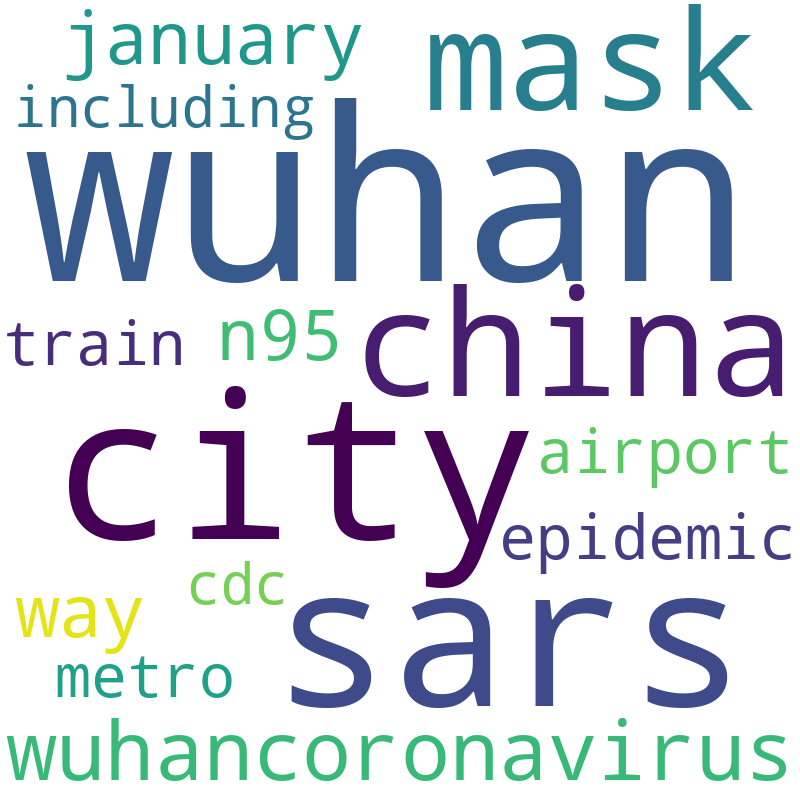 january mask
including
wuhan
train n95 china
city
airport
epidemic
cdc
way sars
metro
wuhancoronavirus